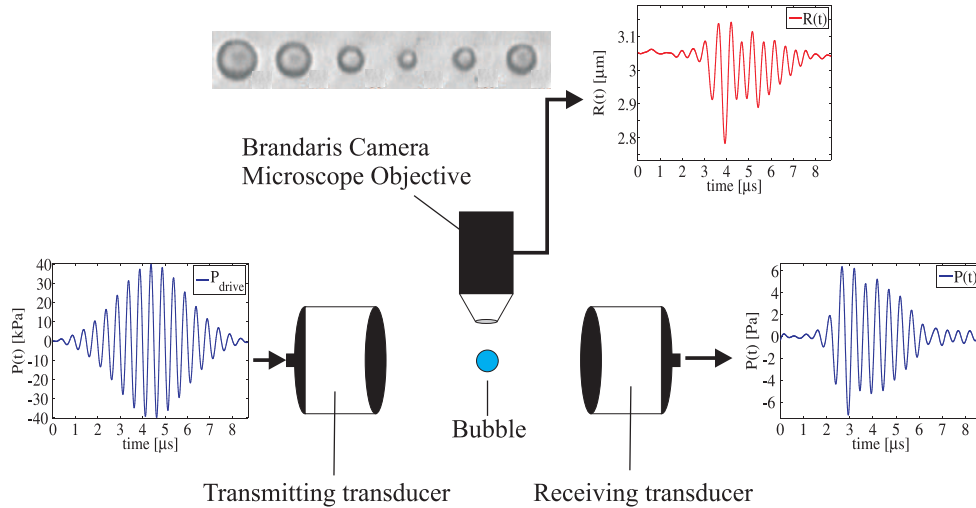 R(t)
3.1
3
2.9
2.8
R(t) [μm]
0 1 2 3 4 5 6 7 8
time [μs]
Brandaris Camera
Microscope Objective
P_drive
40
30
20
10
0
-10
-20
-30
-40
P(t) [kPa]
0 1 2 3 4 5 6 7 8
time [μs]
P(t)
6
4
2
0
-2
-4
-6
P(t) [Pa]
0 1 2 3 4 5 6 7 8
time [μs]
Bubble
Transmitting transducer
Receiving transducer